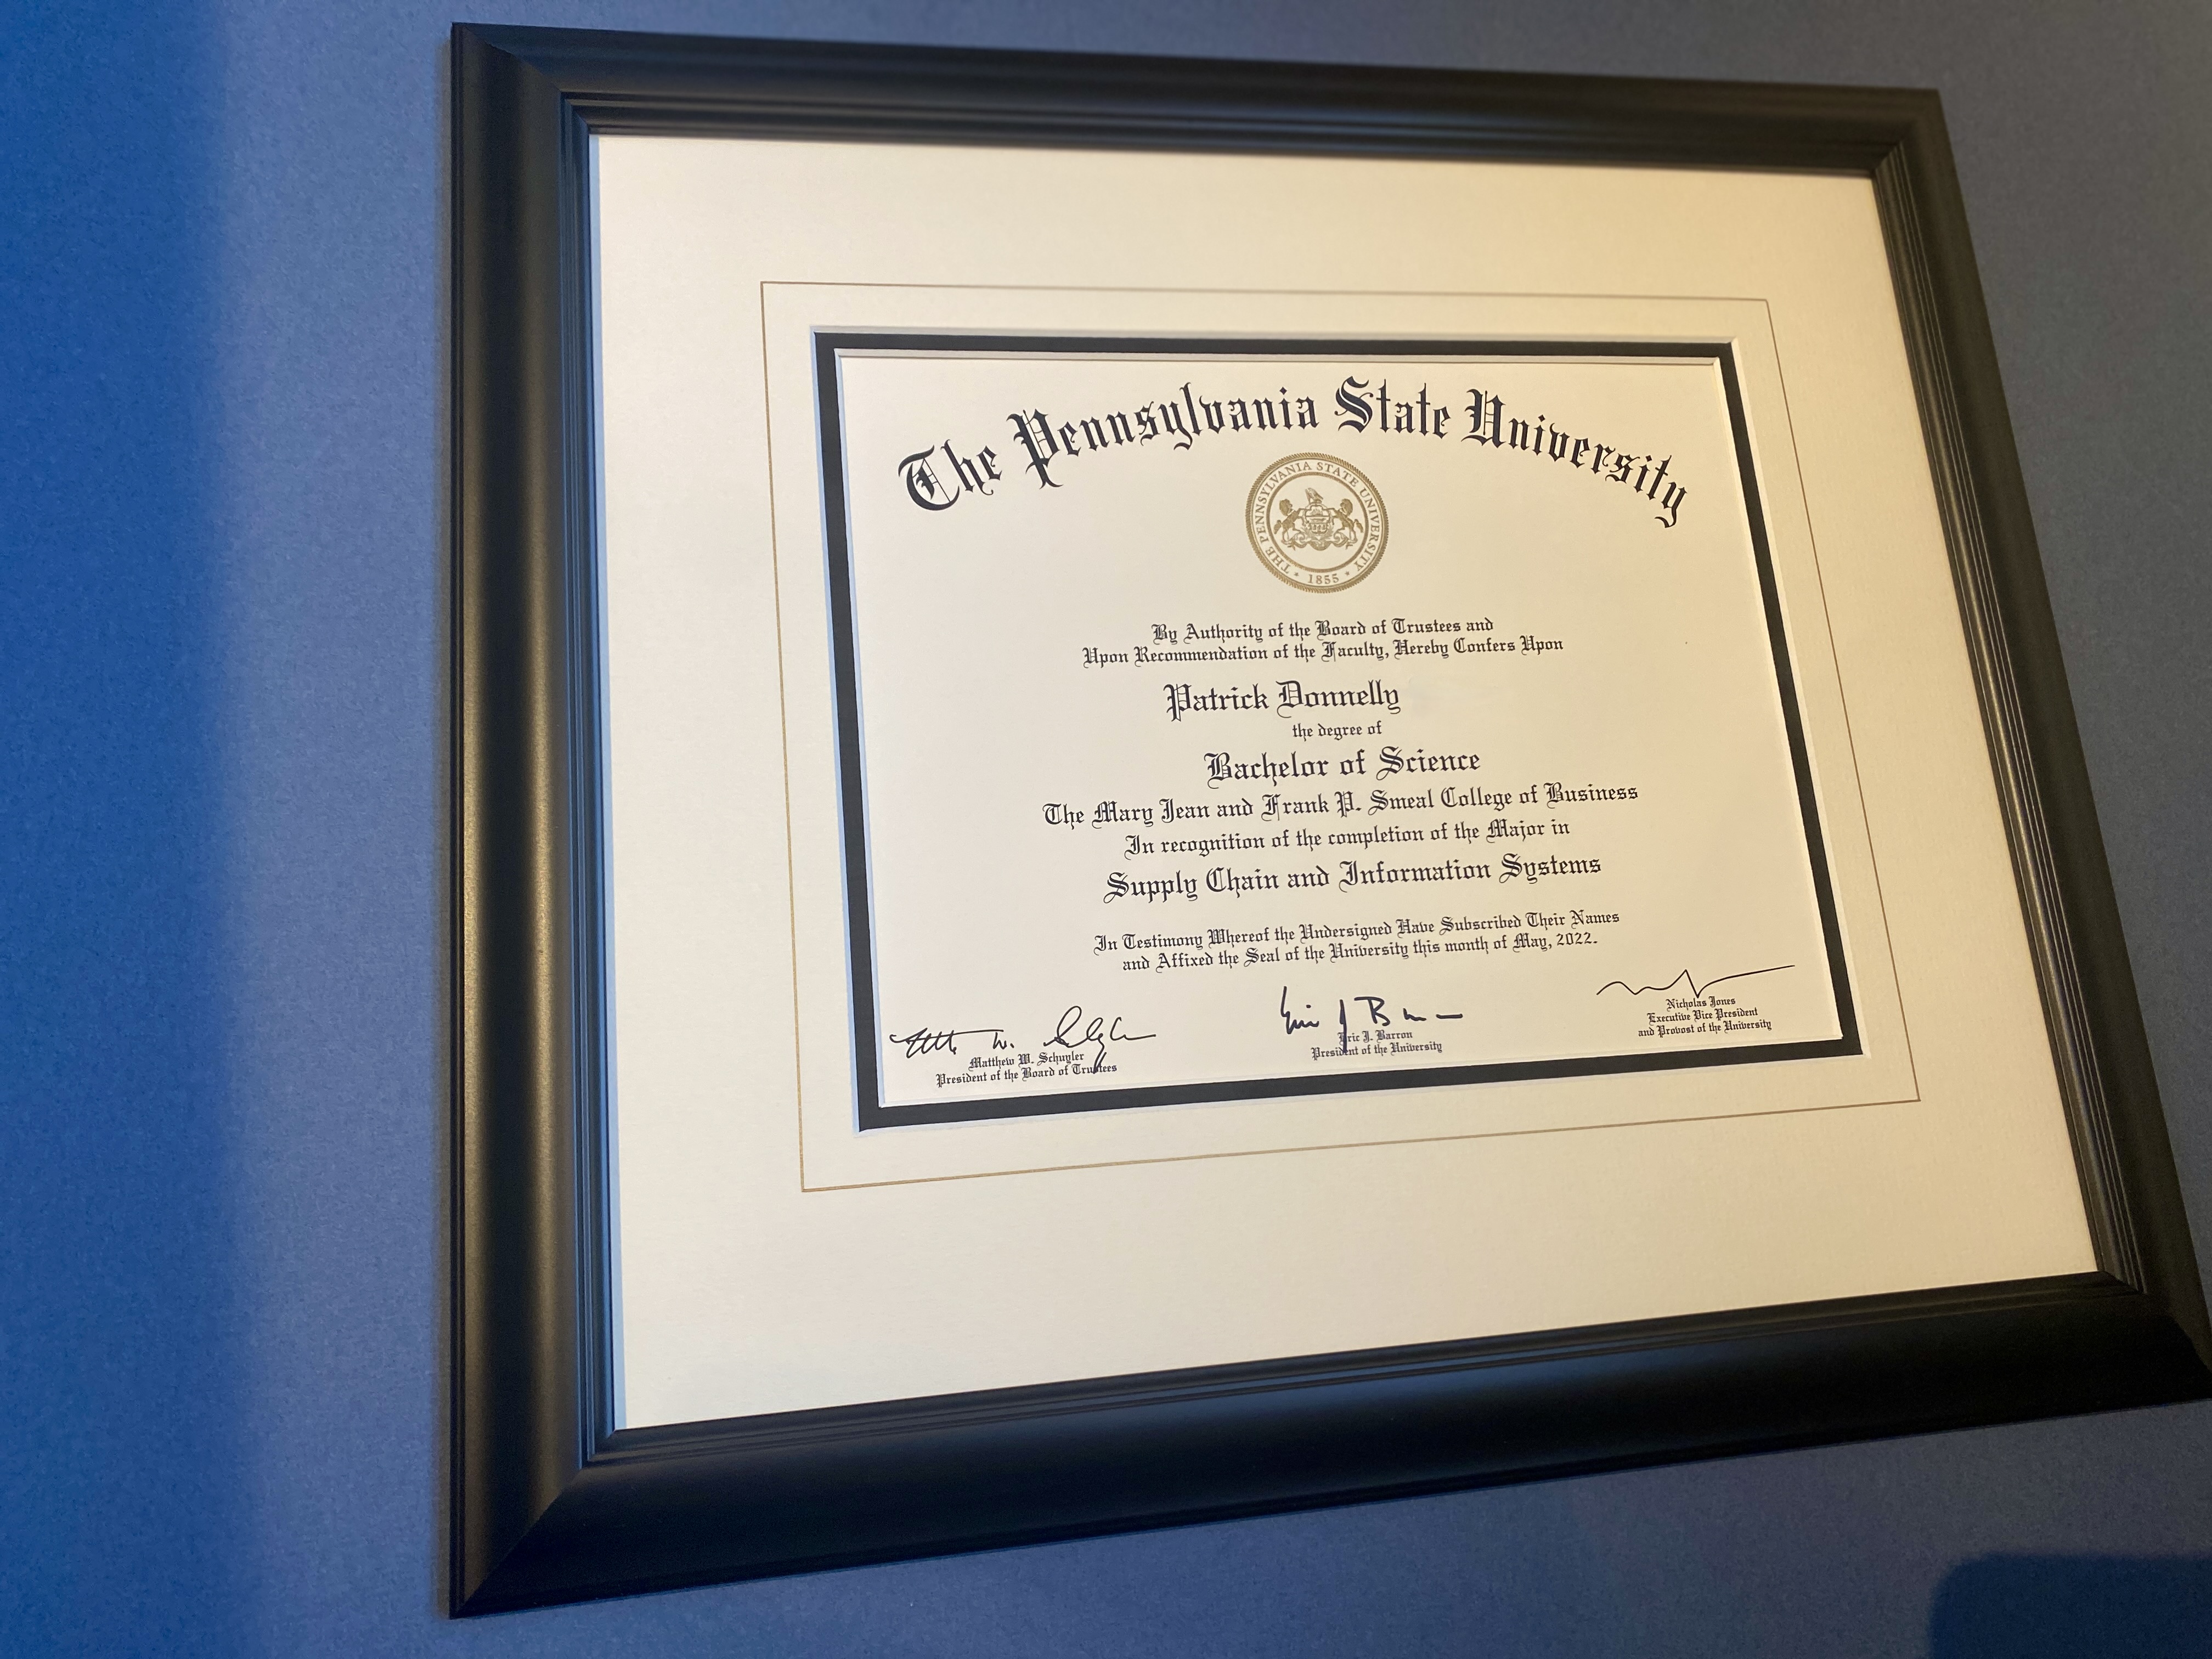 The Pennsylvania State University
THE PENNSYLVANIA STATE UNIVERSITY
1855
By Authority of the Board of Trustees and
Upon Recommendation of the Faculty, Hereby Confers Upon
Patrick Donnelly
the degree of
Bachelor of Science
The Mary Jean and Frank P. Smeal College of Business
In recognition of the completion of the Major in
Supply Chain and Information Systems
In Testimony Whereof the Undersigned Have Subscribed Their Names
and Affixed the Seal of the University this month of May, 2022.
Matthew W. Schuyler
President of the Board of Trustees
Eric J. Barron
President of the University
Nicholas Jones
Executive Vice President
and Provost of the University